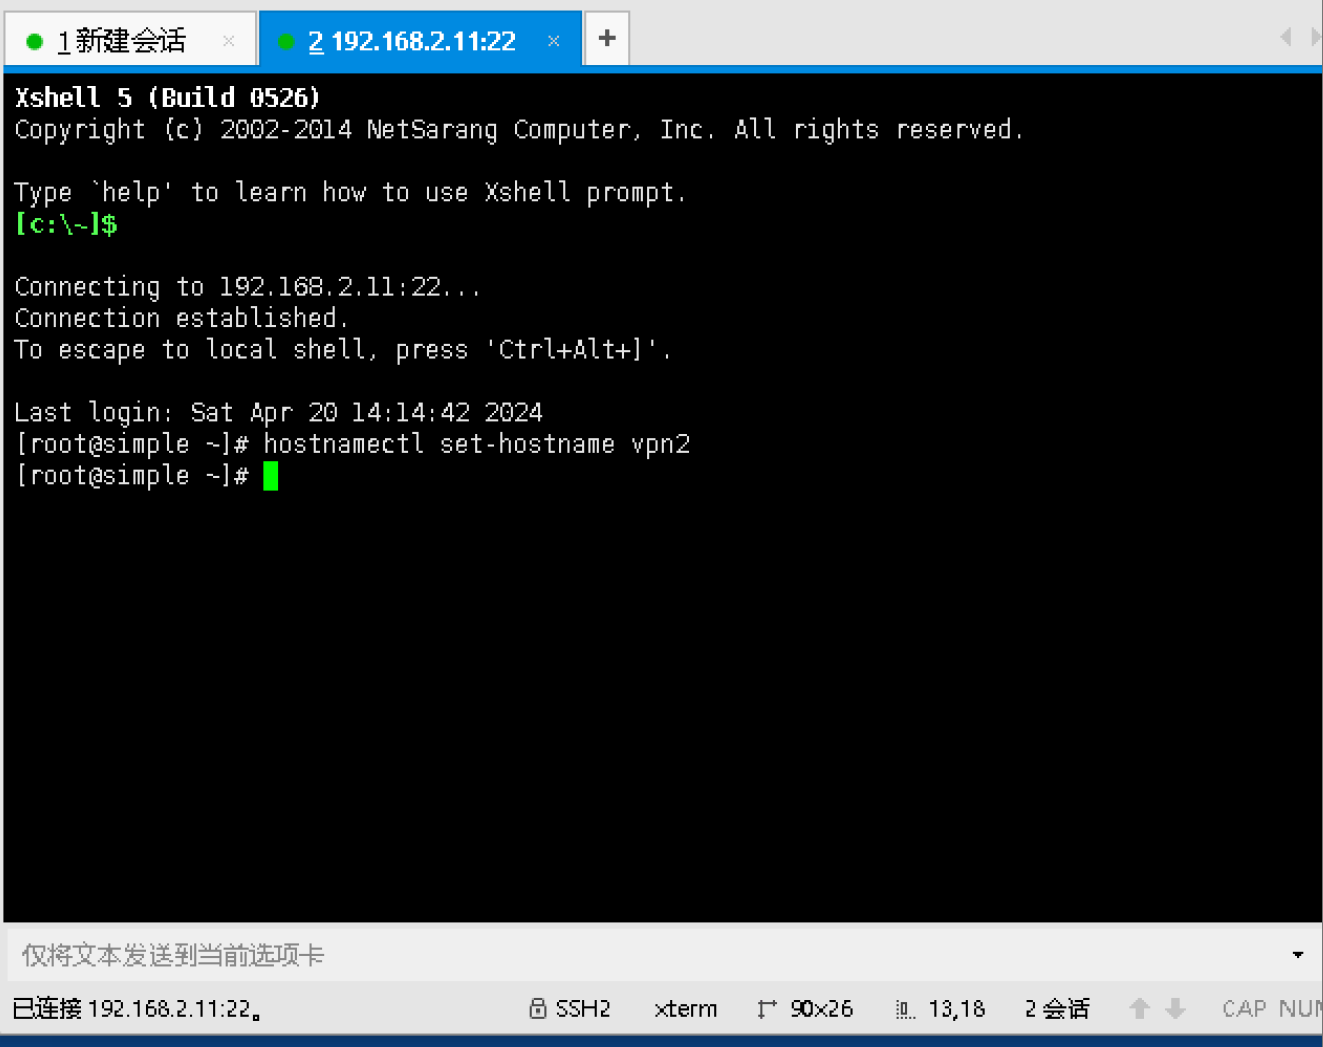 1 新建会话 ×
2 192.168.2.11:22 ×
+
Xshell 5 (Build 0526)
Copyright (c) 2002-2014 NetSarang Computer, Inc. All rights reserved.
Type `help' to learn how to use Xshell prompt.
[c:\~]$
Connecting to 192.168.2.11:22...
Connection established.
To escape to local shell, press 'Ctrl+Alt+]'.
Last login: Sat Apr 20 14:14:42 2024
[root@simple ~]# hostnamectl set-hostname vpn2
[root@simple ~]#
仅将文本发送到当前选项卡
已连接 192.168.2.11:22。 SSH2 xterm 90x26 13,18 2 会话 CAP NUM